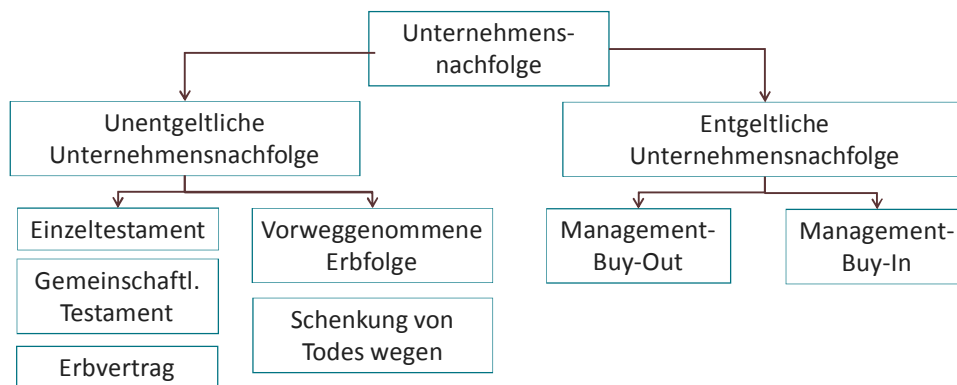 Unternehmens-
nachfolge
Unentgeltliche
Unternehmensnachfolge
Entgeltliche
Unternehmensnachfolge
Einzeltestament
Gemeinschaftl.
Testament
Erbvertrag
Vorweggenommene
Erbfolge
Schenkung von
Todes wegen
Management-
Buy-Out
Management-
Buy-In